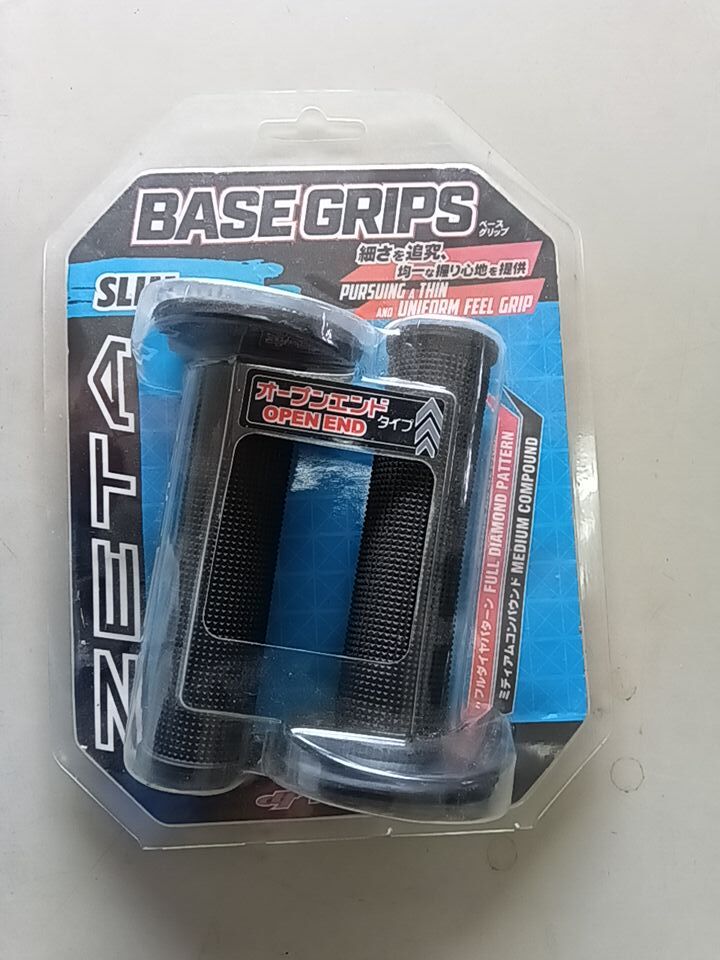 BASE GRIPS
ベース
グリップ
細さを追究、
均一な握り心地を提供
PURSUING A THIN
AND UNIFORM FEEL GRIP
ZETA
オープンエンド
OPEN END タイプ
フルダイヤパターン FULL DIAMOND PATTERN
ミディアムコンパウンド MEDIUM COMPOUND